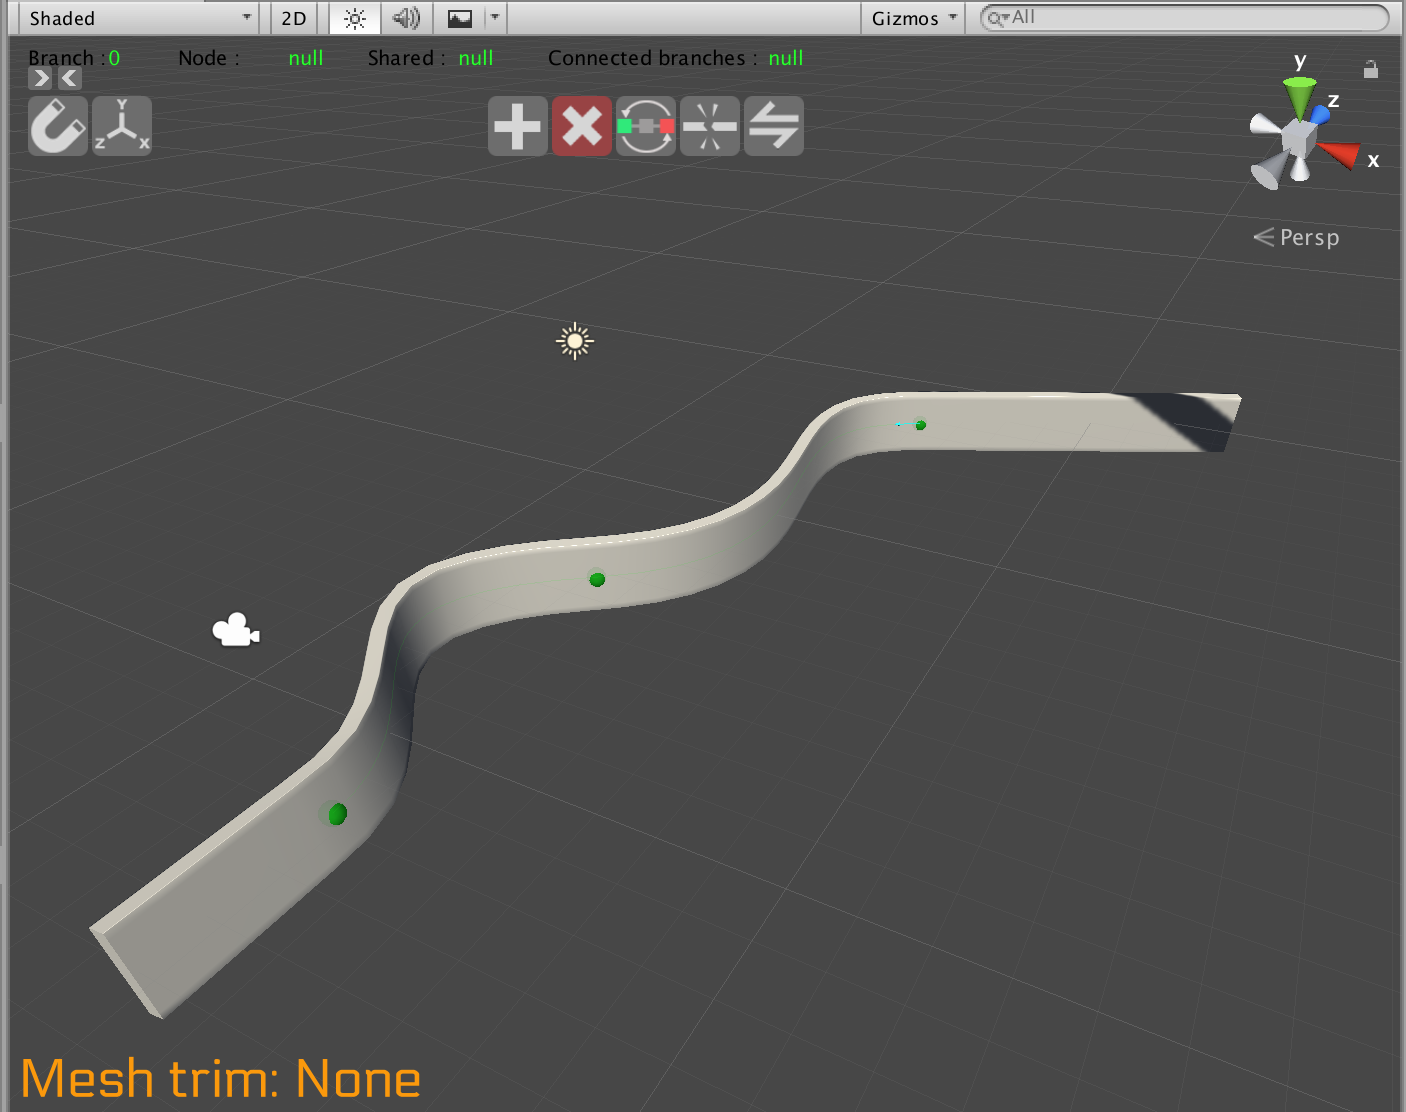 Shaded 2D Gizmos All
Branch : 0 Node : null Shared : null Connected branches : null
y
z
x
Y
Z X
Persp
Mesh trim: None